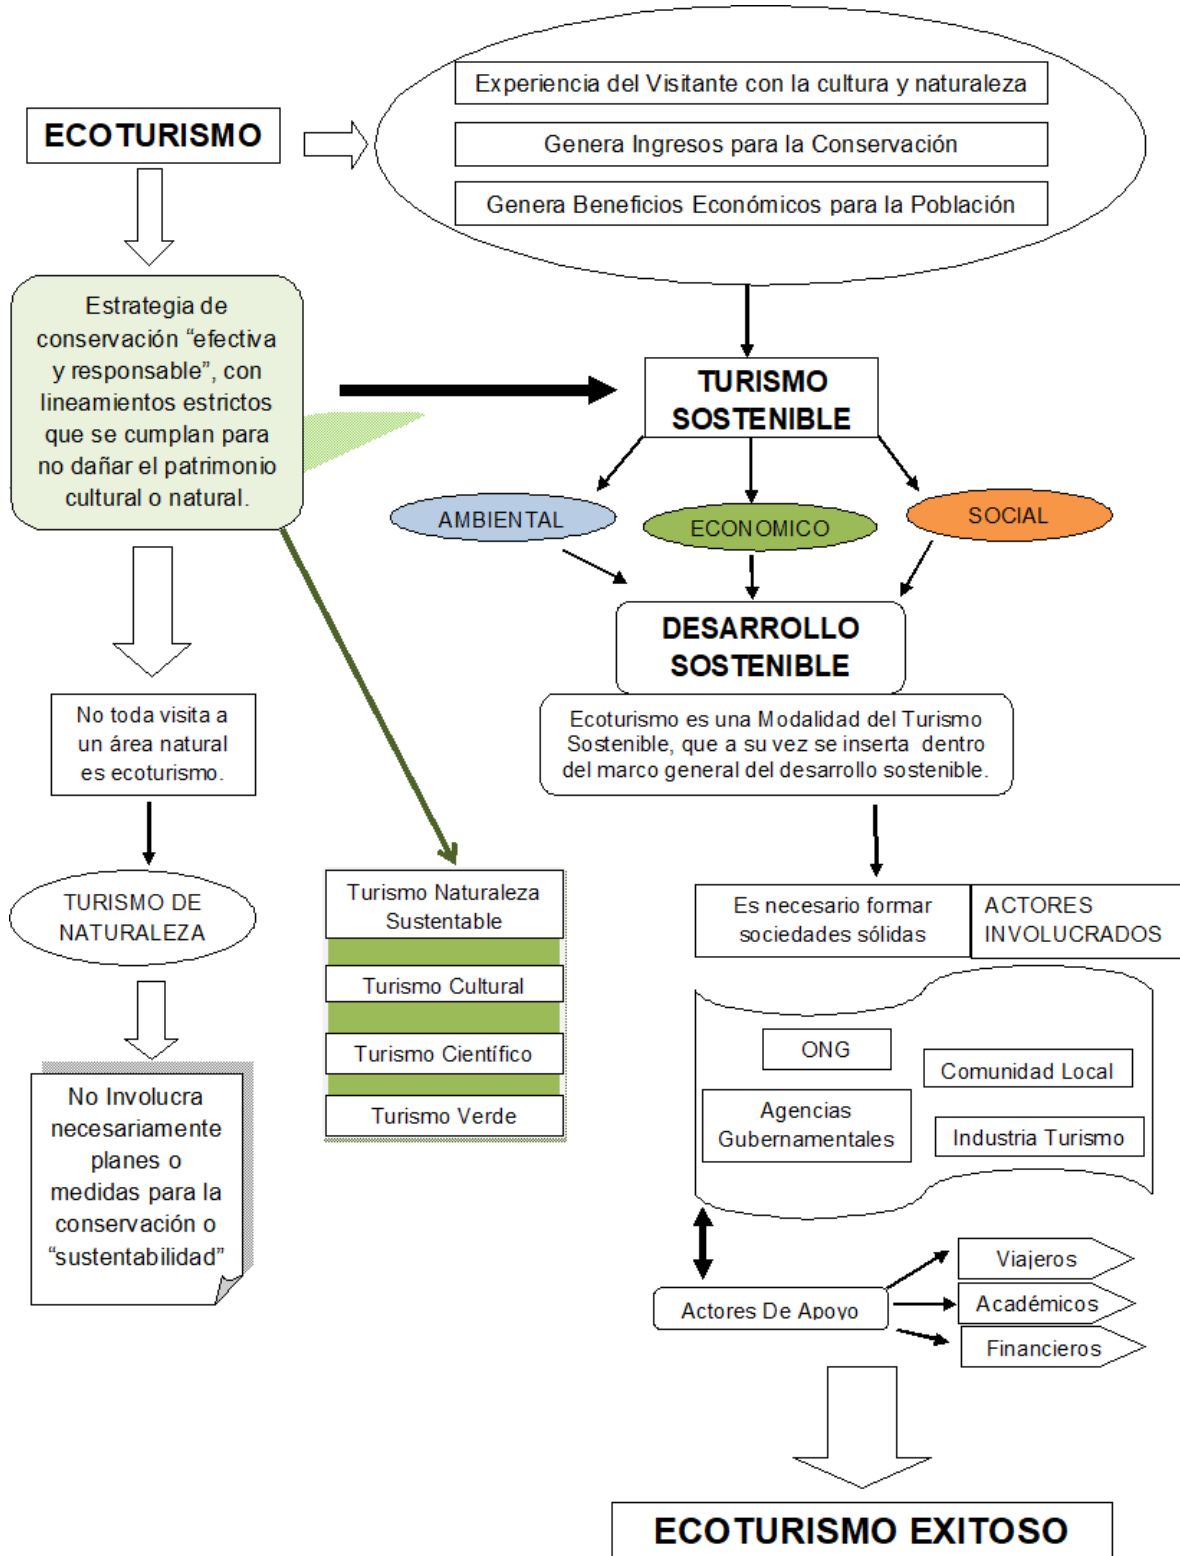 Experiencia del Visitante con la cultura y naturaleza
ECOTURISMO
Genera Ingresos para la Conservación
Genera Beneficios Económicos para la Población
Estrategia de
conservación “efectiva
y responsable”, con
lineamientos estrictos
que se cumplan para
no dañar el patrimonio
cultural o natural.
TURISMO
SOSTENIBLE
AMBIENTAL
ECONOMICO
SOCIAL
DESARROLLO
SOSTENIBLE
Ecoturismo es una Modalidad del Turismo
Sostenible, que a su vez se inserta dentro
del marco general del desarrollo sostenible.
No toda visita a
un área natural
es ecoturismo.
TURISMO DE
NATURALEZA
No Involucra
necesariamente
planes o
medidas para la
conservación o
“sustentabilidad”
Turismo Naturaleza
Sustentable
Turismo Cultural
Turismo Científico
Turismo Verde
Es necesario formar
sociedades sólidas
ACTORES
INVOLUCRADOS
ONG
Comunidad Local
Agencias
Gubernamentales
Industria Turismo
Actores De Apoyo
Viajeros
Académicos
Financieros
ECOTURISMO EXITOSO